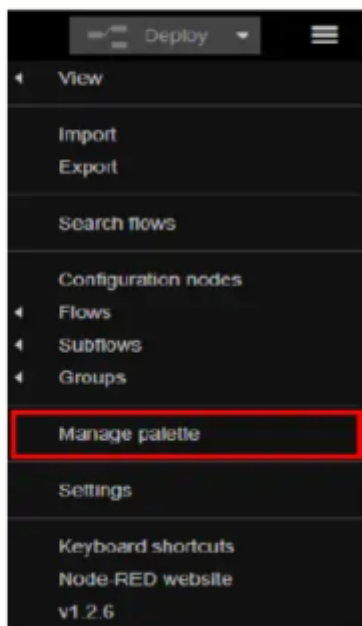 Deploy
View
Import
Export
Search flows
Configuration nodes
Flows
Subflows
Groups
Manage palette
Settings
Keyboard shortcuts
Node-RED website
v1.2.6